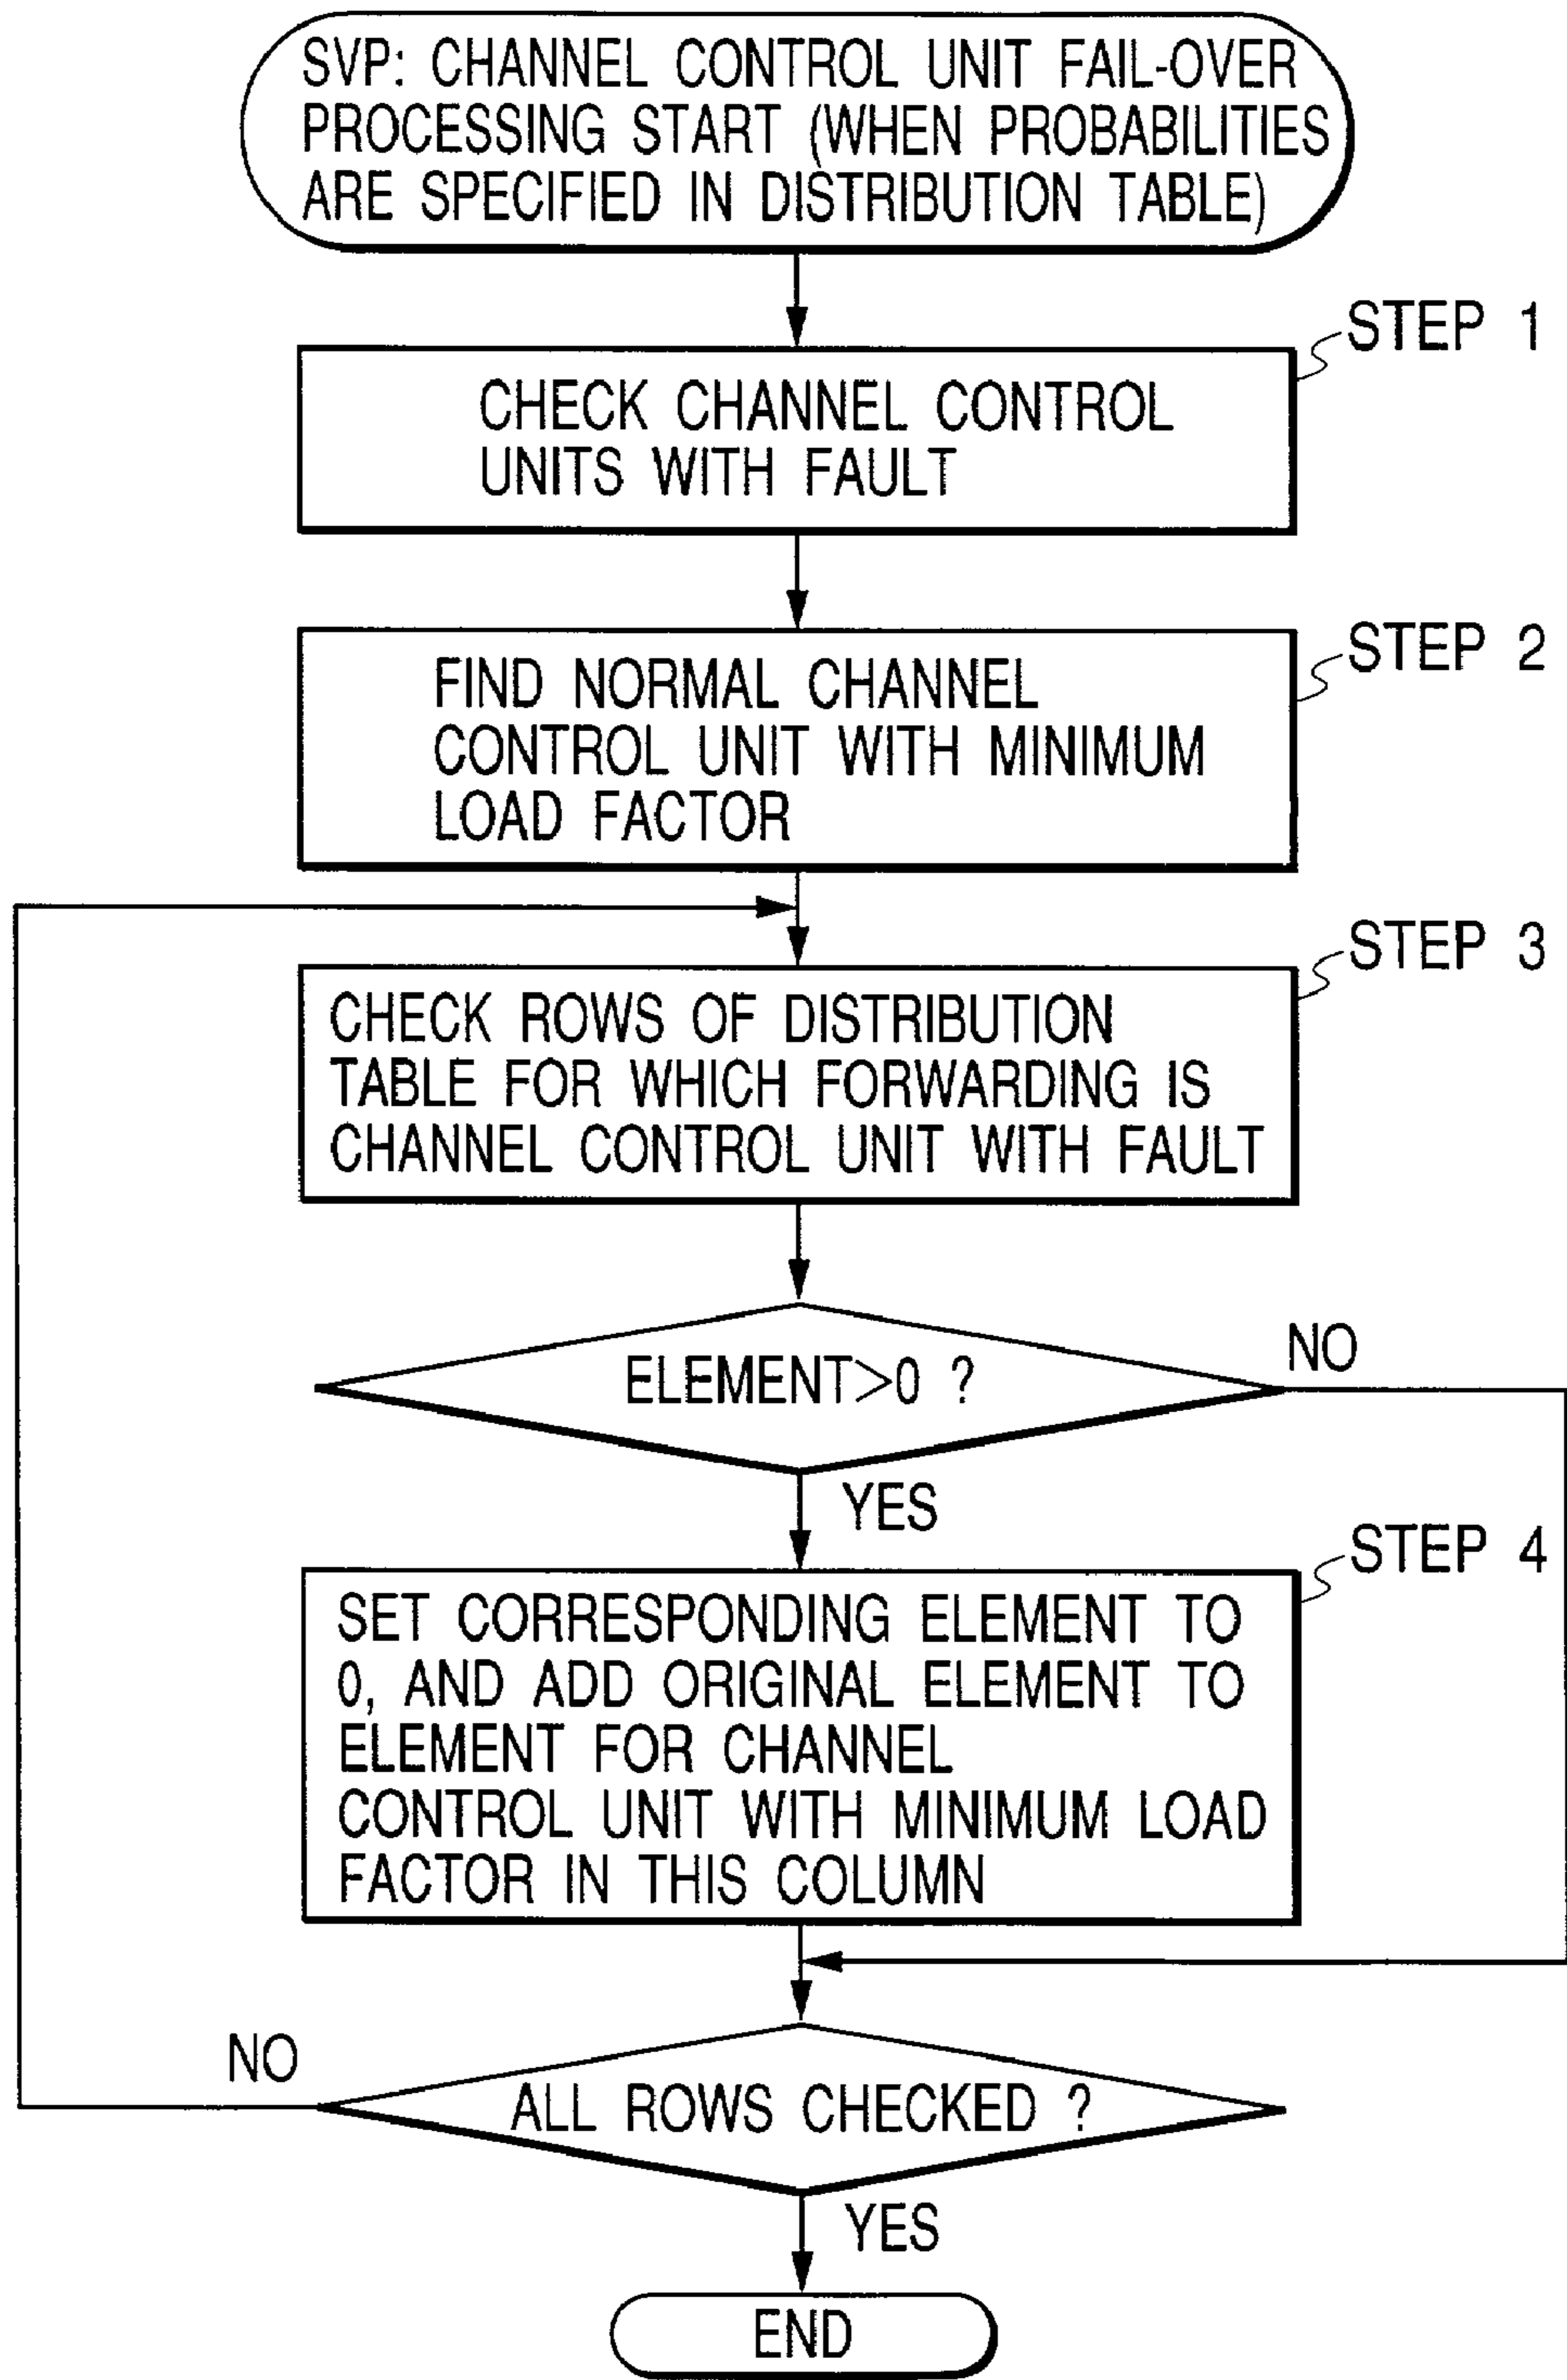 SVP: CHANNEL CONTROL UNIT FAIL-OVER
PROCESSING START (WHEN PROBABILITIES
ARE SPECIFIED IN DISTRIBUTION TABLE)
STEP 1
CHECK CHANNEL CONTROL
UNITS WITH FAULT
STEP 2
FIND NORMAL CHANNEL
CONTROL UNIT WITH MINIMUM
LOAD FACTOR
STEP 3
CHECK ROWS OF DISTRIBUTION
TABLE FOR WHICH FORWARDING IS
CHANNEL CONTROL UNIT WITH FAULT
NO
ELEMENT>0 ?
YES
STEP 4
SET CORRESPONDING ELEMENT TO
0, AND ADD ORIGINAL ELEMENT TO
ELEMENT FOR CHANNEL
CONTROL UNIT WITH MINIMUM LOAD
FACTOR IN THIS COLUMN
NO
ALL ROWS CHECKED ?
YES
END